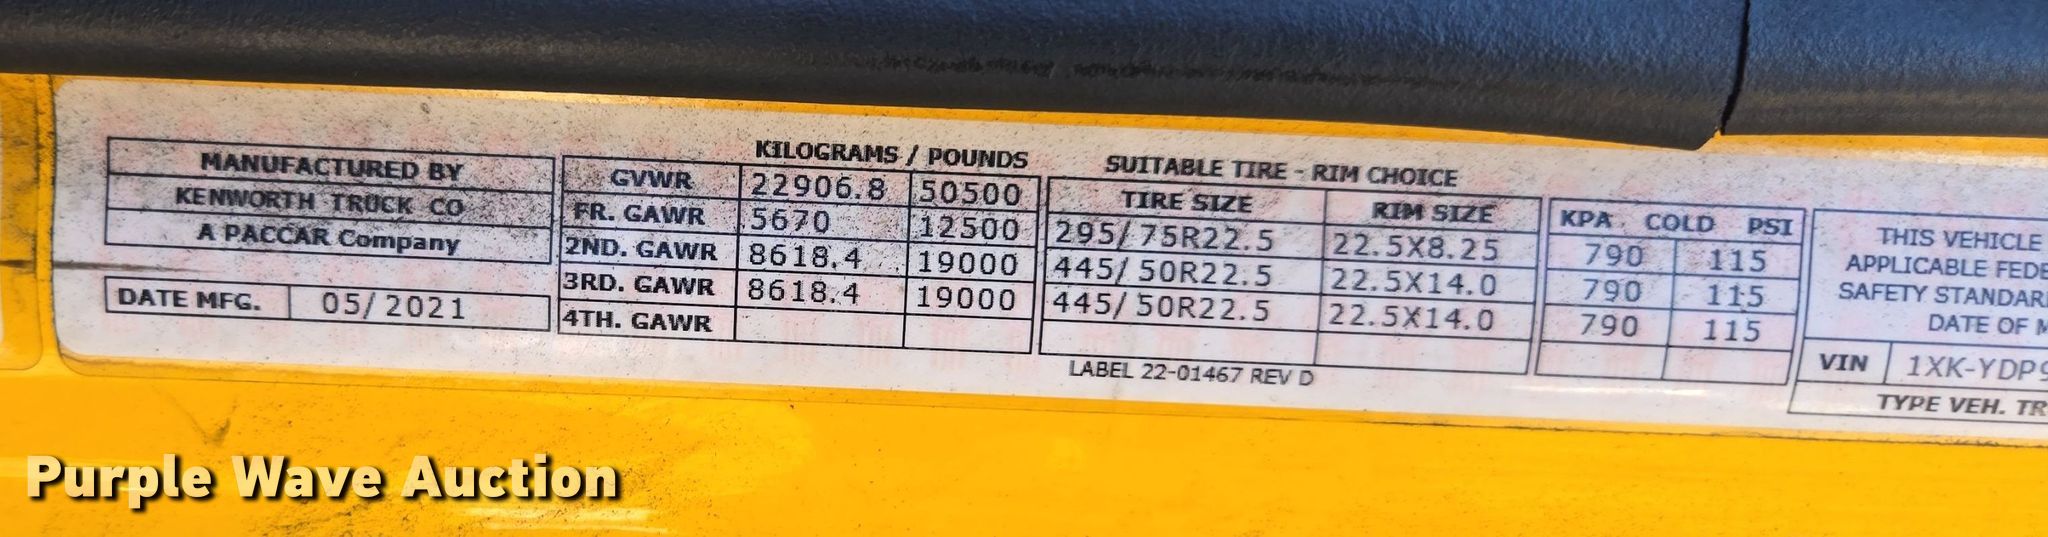 MANUFACTURED BY
KENWORTH TRUCK CO
A PACCAR Company
DATE MFG. 05/2021
KILOGRAMS / POUNDS
GVWR 22906.8 50500
FR. GAWR 5670 12500
2ND. GAWR 8618.4 19000
3RD. GAWR 8618.4 19000
4TH. GAWR
SUITABLE TIRE - RIM CHOICE
TIRE SIZE RIM SIZE
295/75R22.5 22.5X8.25
445/50R22.5 22.5X14.0
445/50R22.5 22.5X14.0
LABEL 22-01467 REV D
KPA COLD PSI
790 115
790 115
790 115
THIS VEHICLE
APPLICABLE FEDE
SAFETY STANDAR
DATE OF M
VIN 1XK-YDP9
TYPE VEH. TR
Purple Wave Auction